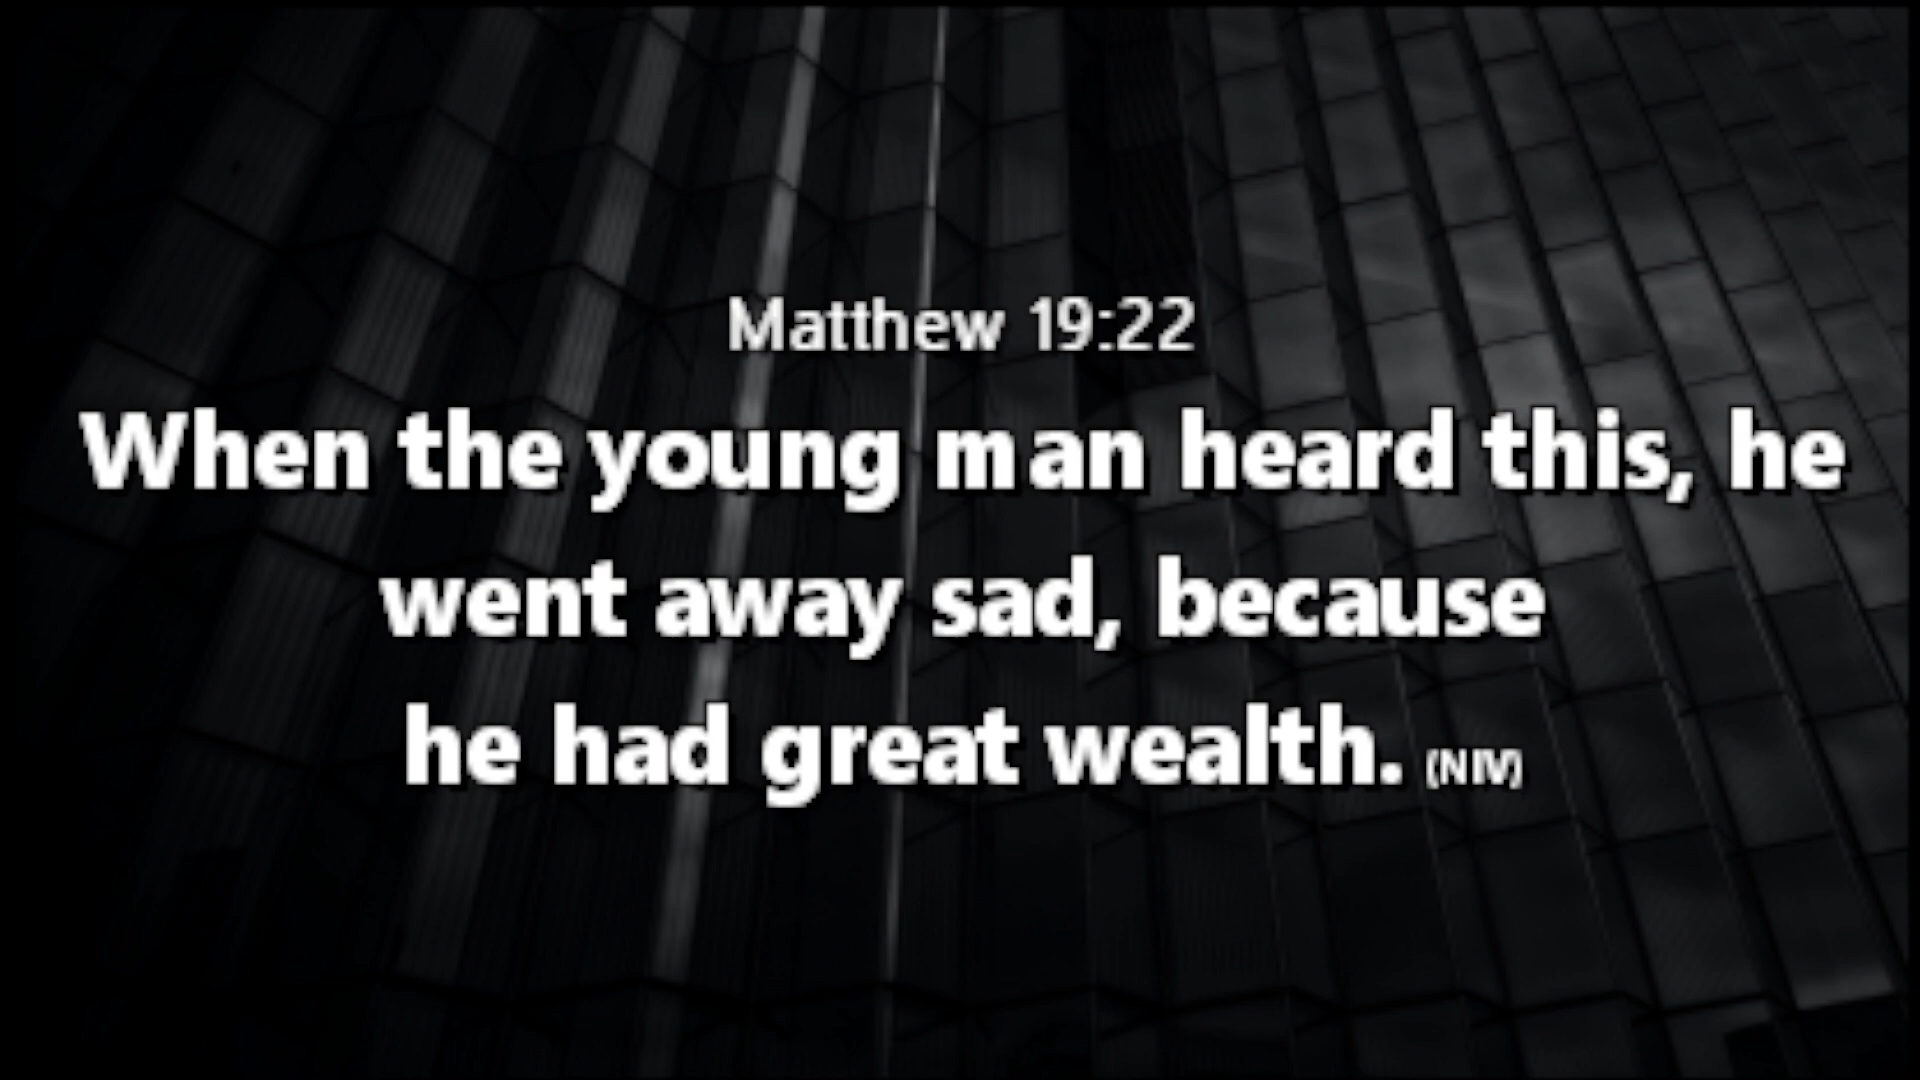 Matthew 19:22
When the young man heard this, he
went away sad, because
he had great wealth. (NIV)